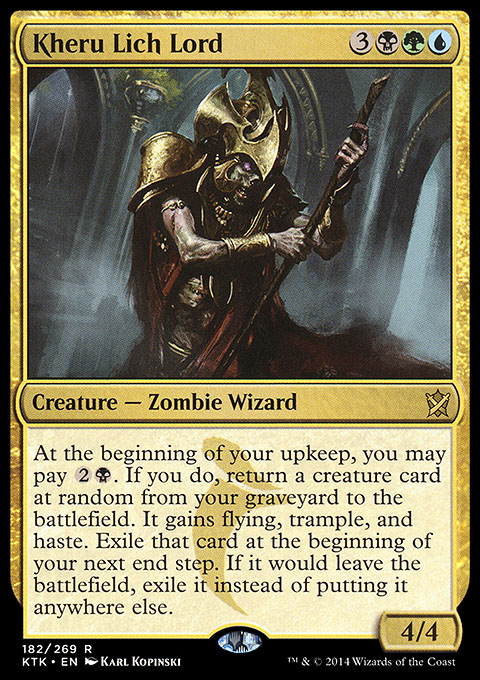 Kheru Lich Lord 3
Creature — Zombie Wizard
At the beginning of your upkeep, you may
pay 2. If you do, return a creature card
at random from your graveyard to the
battlefield. It gains flying, trample, and
haste. Exile that card at the beginning of
your next end step. If it would leave the
battlefield, exile it instead of putting it
anywhere else.
4/4
182/269 R
KTK • EN Karl Kopinski
™ & © 2014 Wizards of the Coast